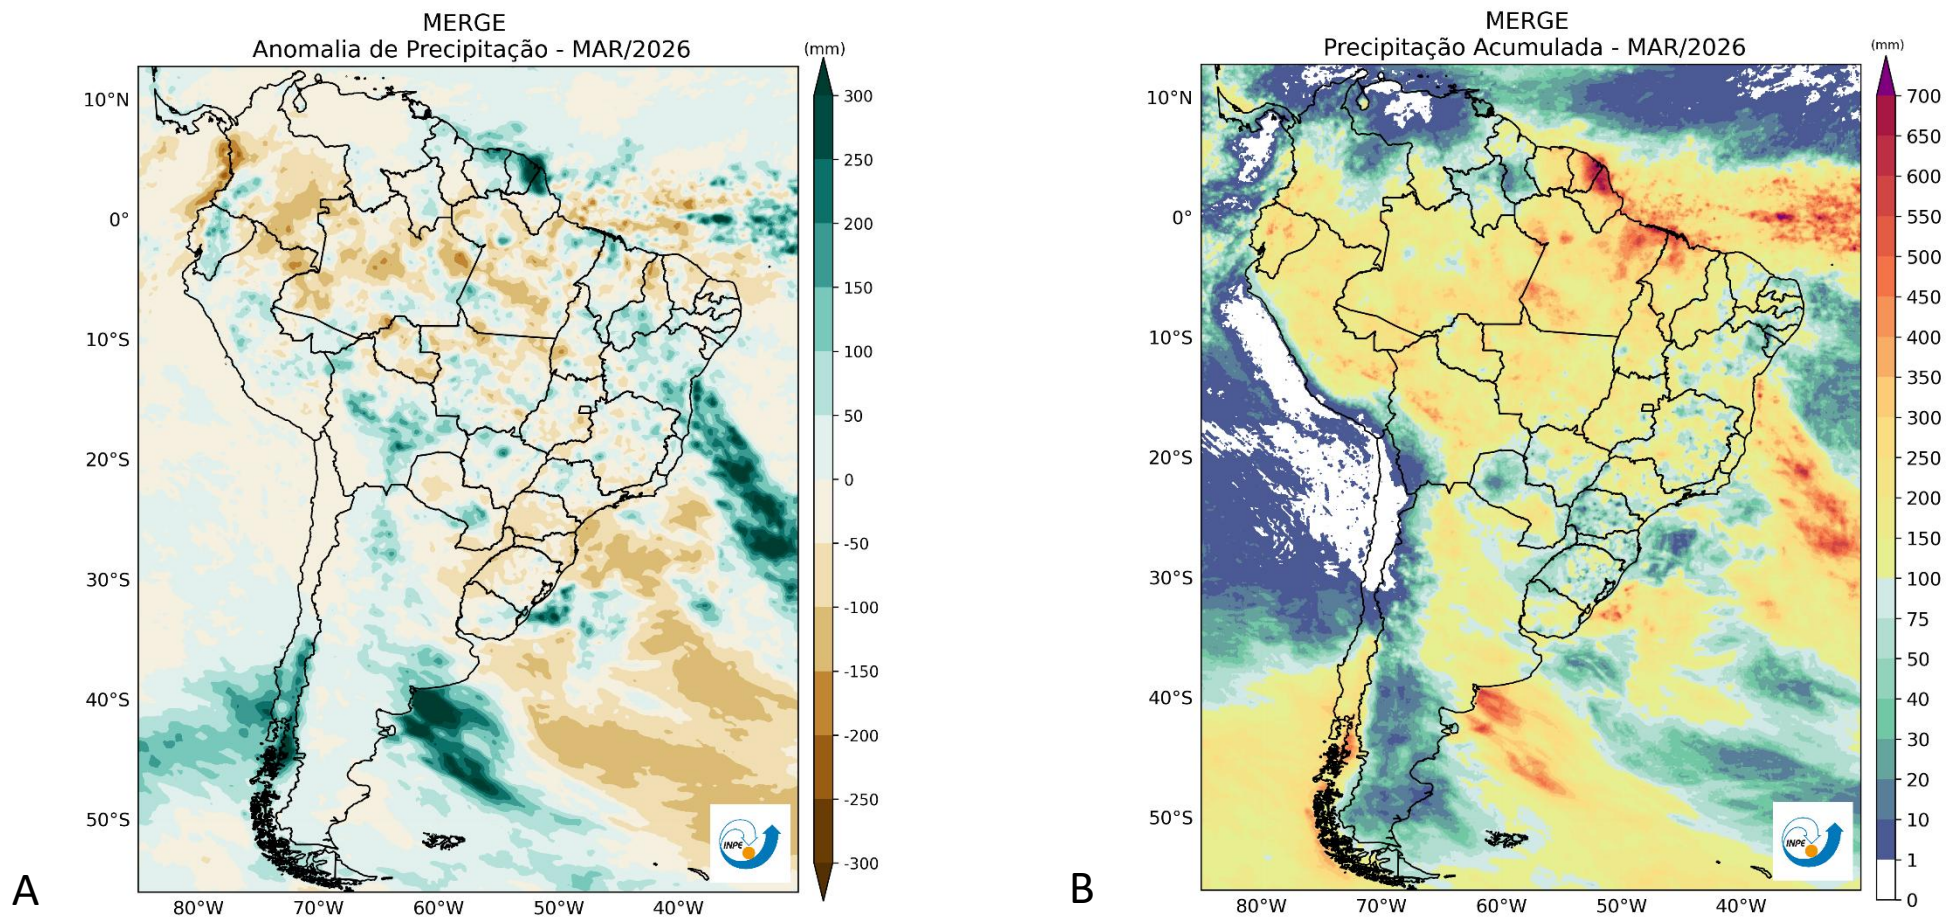 MERGE
Anomalia de Precipitação - MAR/2026
(mm)
10°N
0°
10°S
20°S
30°S
40°S
50°S
80°W
70°W
60°W
50°W
40°W
300
250
200
150
100
50
0
-50
-100
-150
-200
-250
-300
INPE
A
MERGE
Precipitação Acumulada - MAR/2026
(mm)
10°N
0°
10°S
20°S
30°S
40°S
50°S
80°W
70°W
60°W
50°W
40°W
700
650
600
550
500
450
400
350
300
250
200
150
100
75
50
40
30
20
10
1
0
INPE
B